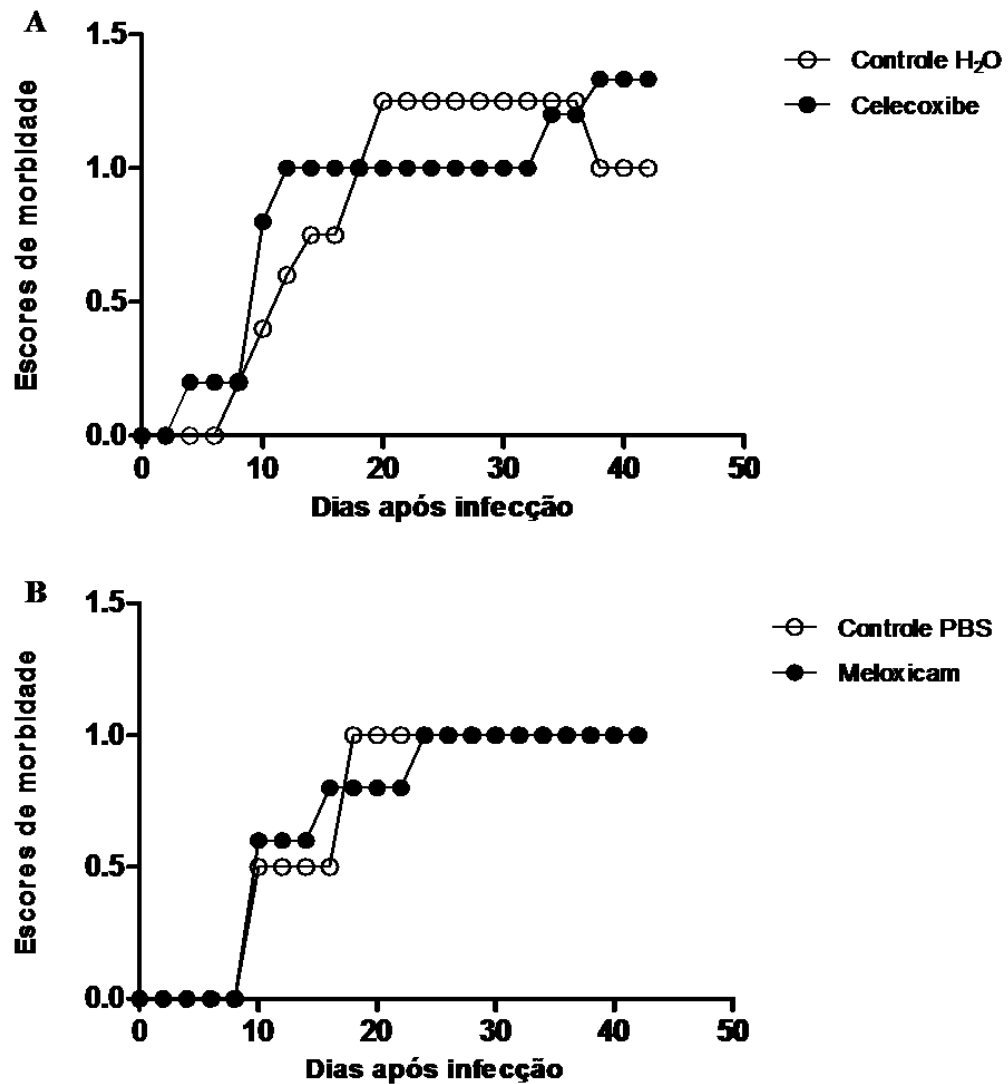 A
1.5
1.0
0.5
0.0
Escores de morbidade
0 10 20 30 40 50
Dias após infecção
Controle H₂O
Celecoxibe
B
1.5
1.0
0.5
0.0
Escores de morbidade
0 10 20 30 40 50
Dias após infecção
Controle PBS
Meloxicam